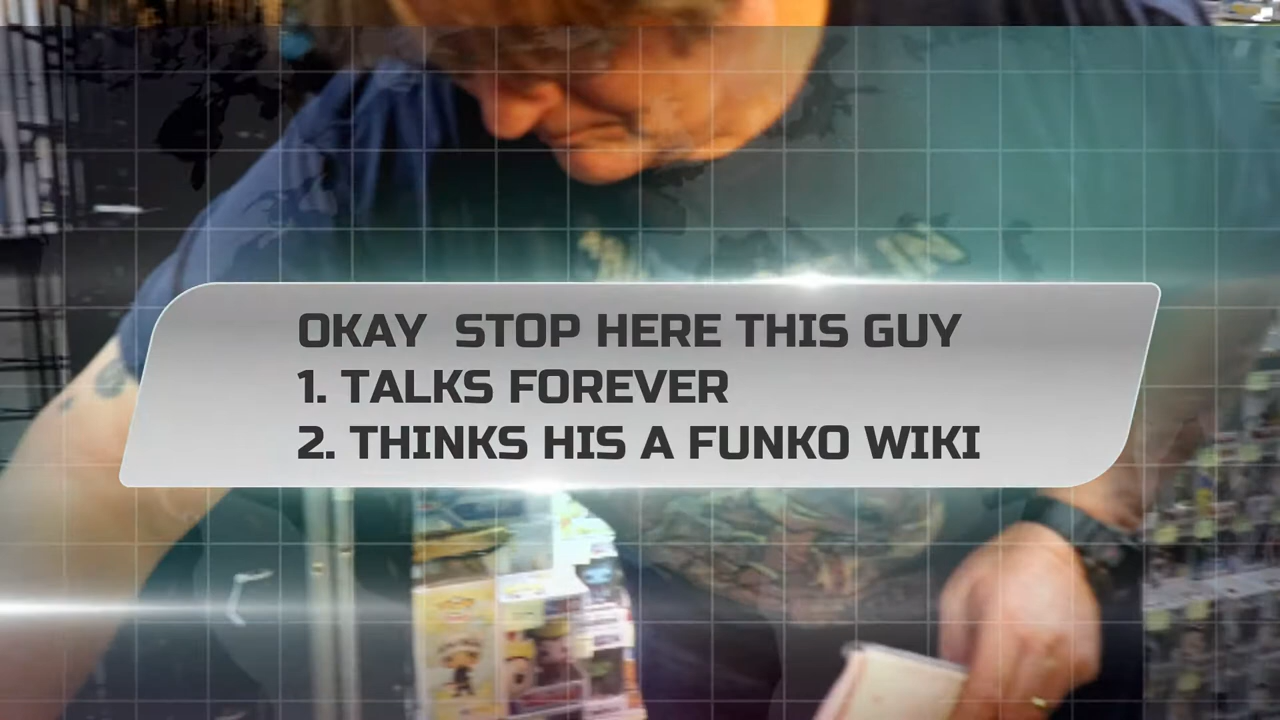 OKAY  STOP HERE THIS GUY
1. TALKS FOREVER
2. THINKS HIS A FUNKO WIKI